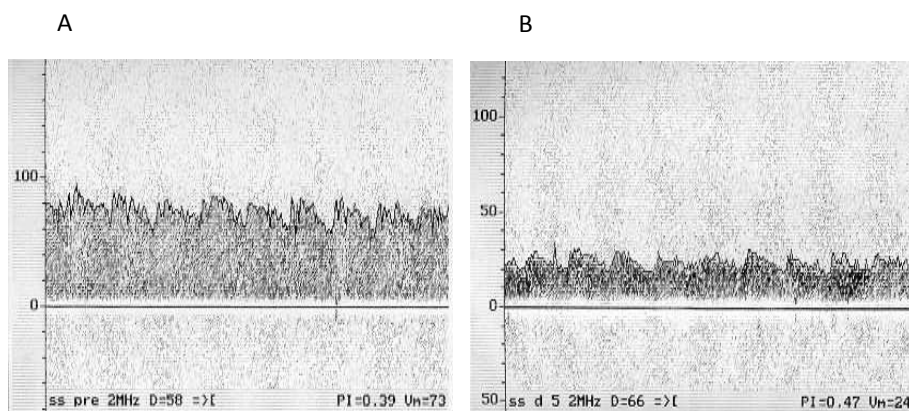 A
B
100
0
ss pre 2MHz D=58 =>[ PI=0.39 Vm=73
100
50
0
50
ss d 5 2MHz D=66 =>[ PI=0.47 Vm=24